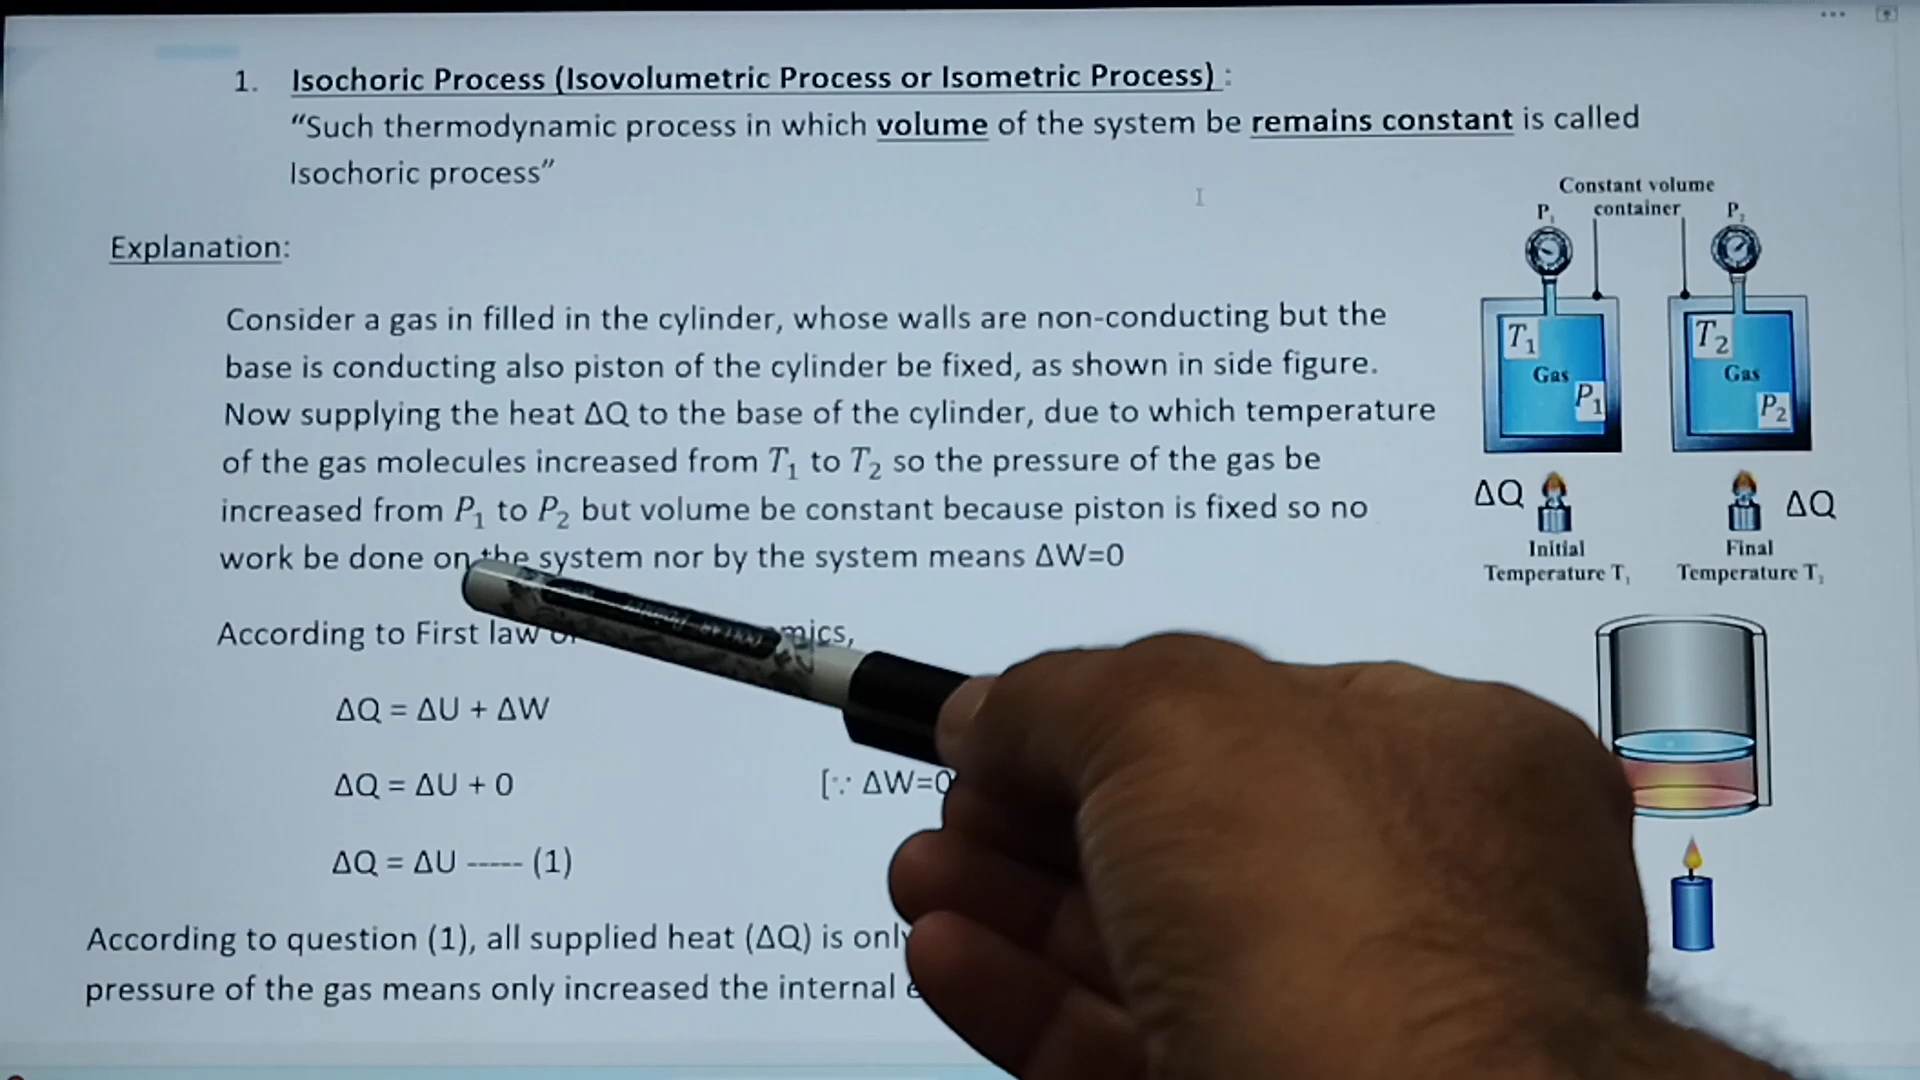 1. Isochoric Process (Isovolumetric Process or Isometric Process) :
“Such thermodynamic process in which volume of the system be remains constant is called
Isochoric process”
Explanation:
Consider a gas in filled in the cylinder, whose walls are non-conducting but the
base is conducting also piston of the cylinder be fixed, as shown in side figure.
Now supplying the heat ΔQ to the base of the cylinder, due to which temperature
of the gas molecules increased from T₁ to T₂ so the pressure of the gas be
increased from P₁ to P₂ but volume be constant because piston is fixed so no
work be done on the system nor by the system means ΔW=0
According to First law
ΔQ = ΔU + ΔW
ΔQ = ΔU + 0 [∵ ΔW=0
ΔQ = ΔU ----- (1)
According to question (1), all supplied heat (ΔQ) is only
pressure of the gas means only increased the internal
Constant volume
container
P₁ P₂
T₁ T₂
Gas Gas
P₁ P₂
ΔQ ΔQ
Initial Final
Temperature T₁ Temperature T₂